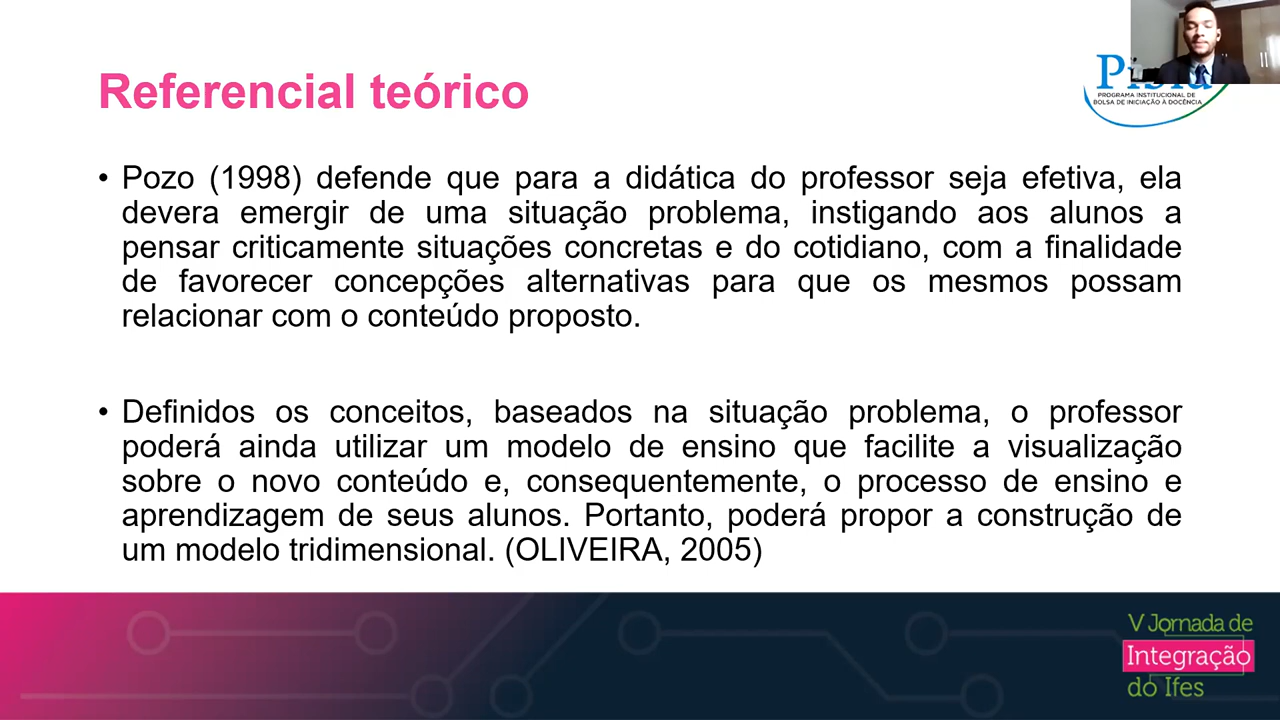 Referencial teórico
PROGRAMA INSTITUCIONAL DE
BOLSA DE INICIAÇÃO À DOCÊNCIA
• Pozo (1998) defende que para a didática do professor seja efetiva, ela
devera emergir de uma situação problema, instigando aos alunos a
pensar criticamente situações concretas e do cotidiano, com a finalidade
de favorecer concepções alternativas para que os mesmos possam
relacionar com o conteúdo proposto.
• Definidos os conceitos, baseados na situação problema, o professor
poderá ainda utilizar um modelo de ensino que facilite a visualização
sobre o novo conteúdo e, consequentemente, o processo de ensino e
aprendizagem de seus alunos. Portanto, poderá propor a construção de
um modelo tridimensional. (OLIVEIRA, 2005)
V Jornada de
Integração
do Ifes